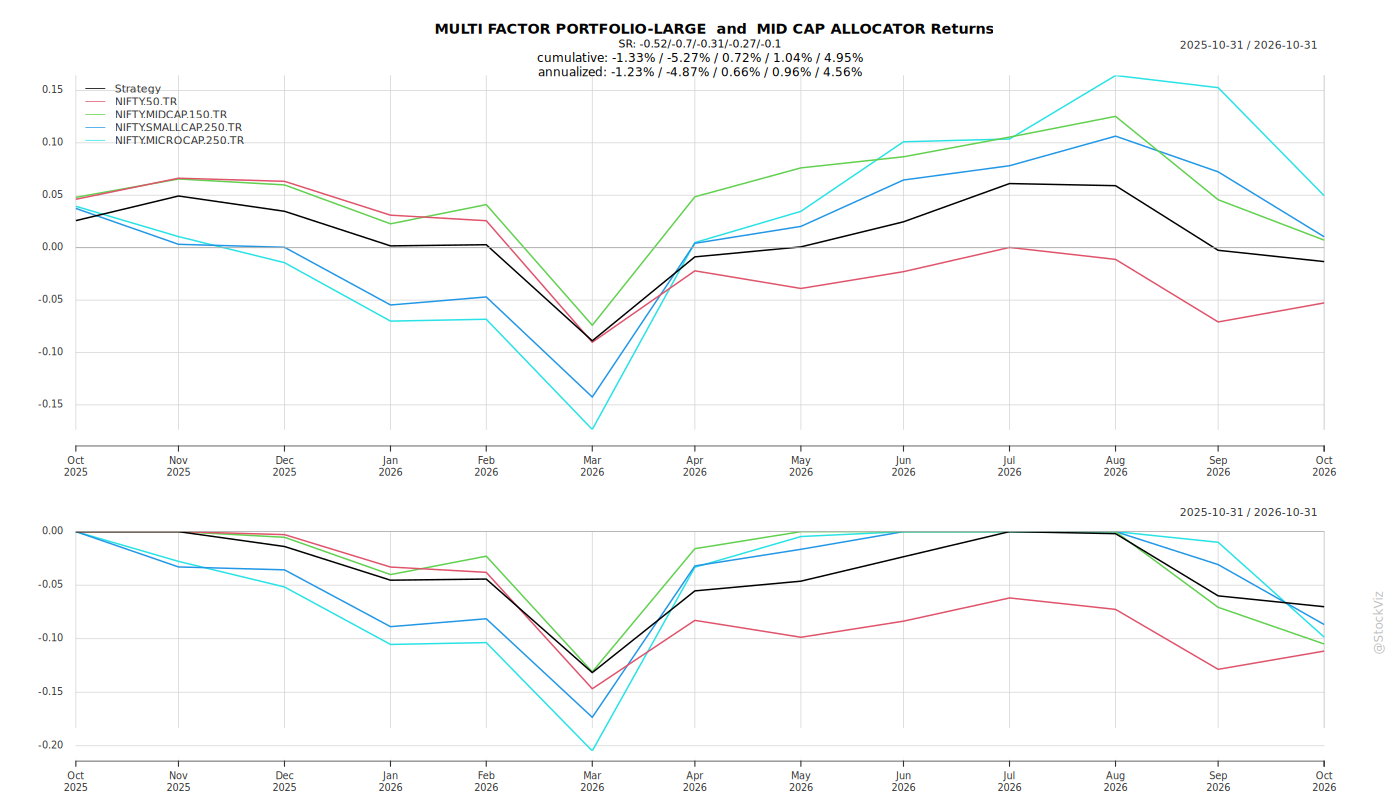 MULTI FACTOR PORTFOLIO-LARGE and MID CAP ALLOCATOR Returns
SR: -0.52/-0.7/-0.31/-0.27/-0.1
cumulative: -1.33% / -5.27% / 0.72% / 1.04% / 4.95%
annualized: -1.23% / -4.87% / 0.66% / 0.96% / 4.56%
2025-10-31 / 2026-10-31
Strategy
NIFTY.50.TR
NIFTY.MIDCAP.150.TR
NIFTY.SMALLCAP.250.TR
NIFTY.MICROCAP.250.TR
0.15
0.10
0.05
0.00
-0.05
-0.10
-0.15
Oct Nov Dec Jan Feb Mar Apr May Jun Jul Aug Sep Oct
2025 2025 2025 2026 2026 2026 2026 2026 2026 2026 2026 2026 2026
2025-10-31 / 2026-10-31
0.00
-0.05
-0.10
-0.15
-0.20
Oct Nov Dec Jan Feb Mar Apr May Jun Jul Aug Sep Oct
2025 2025 2025 2026 2026 2026 2026 2026 2026 2026 2026 2026 2026
@StockViz